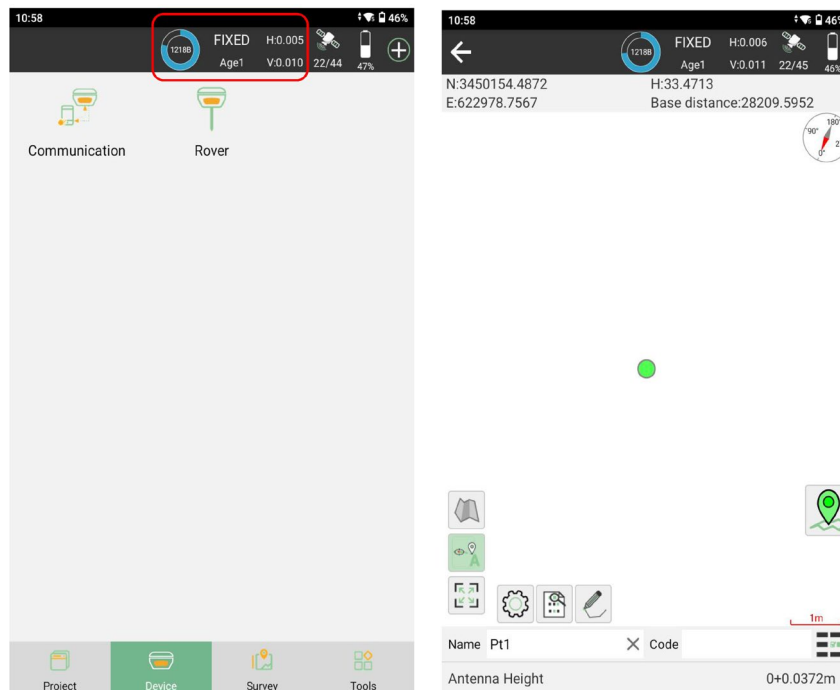 10:58
46%
1218B
FIXED
H:0.005
Age1
V:0.010
22/44
47%
Communication
Rover
Project
Device
Survey
Tools
10:58
46%
1218B
FIXED
H:0.006
Age1
V:0.011
22/45
46%
N:3450154.4872
H:33.4713
E:622978.7567
Base distance:28209.5952
90°
180°
0°
1m
Name
Pt1
Code
Antenna Height
0+0.0372m